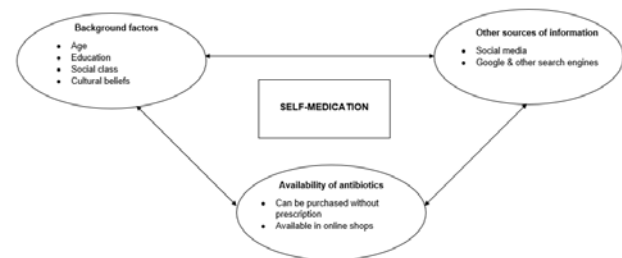 Background factors
Age
Education
Social class
Cultural beliefs
Other sources of information
Social media
Google & other search engines
SELF-MEDICATION
Availability of antibiotics
Can be purchased without
prescription
Available in online shops